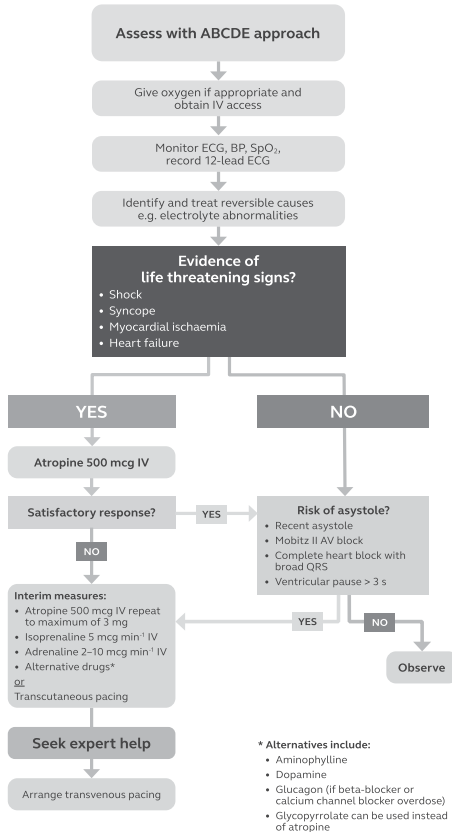 Assess with ABCDE approach
Give oxygen if appropriate and
obtain IV access
Monitor ECG, BP, SpO₂,
record 12-lead ECG
Identify and treat reversible causes
e.g. electrolyte abnormalities
Evidence of
life threatening signs?
• Shock
• Syncope
• Myocardial ischaemia
• Heart failure
YES
NO
Atropine 500 mcg IV
Satisfactory response?
YES
Risk of asystole?
• Recent asystole
• Mobitz II AV block
• Complete heart block with
broad QRS
• Ventricular pause > 3 s
NO
Interim measures:
• Atropine 500 mcg IV repeat
to maximum of 3 mg
• Isoprenaline 5 mcg min⁻¹ IV
• Adrenaline 2–10 mcg min⁻¹ IV
• Alternative drugs*
or
Transcutaneous pacing
YES
NO
Observe
Seek expert help
Arrange transvenous pacing
* Alternatives include:
• Aminophylline
• Dopamine
• Glucagon (if beta-blocker or
calcium channel blocker overdose)
• Glycopyrrolate can be used instead
of atropine